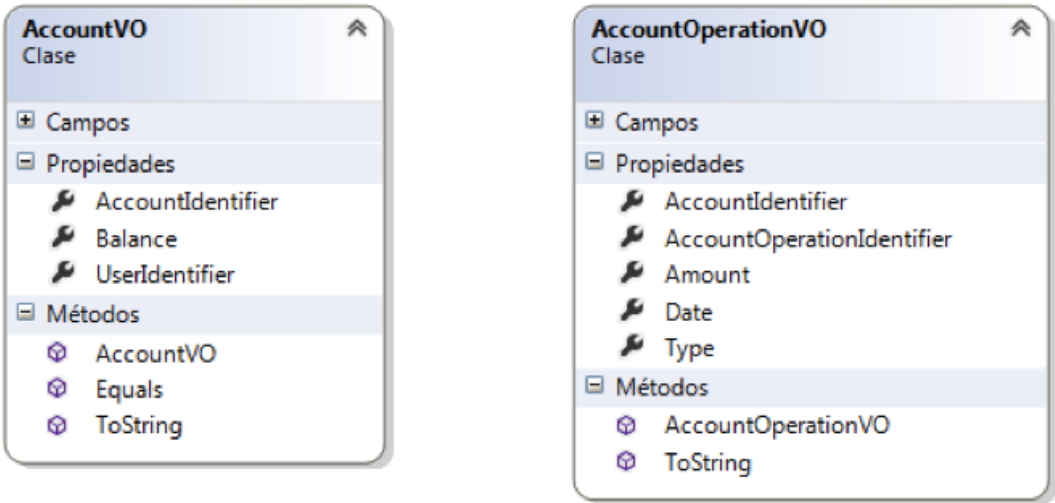 AccountVO
Clase
Campos
Propiedades
AccountIdentifier
Balance
UserIdentifier
Métodos
AccountVO
Equals
ToString
AccountOperationVO
Clase
Campos
Propiedades
AccountIdentifier
AccountOperationIdentifier
Amount
Date
Type
Métodos
AccountOperationVO
ToString